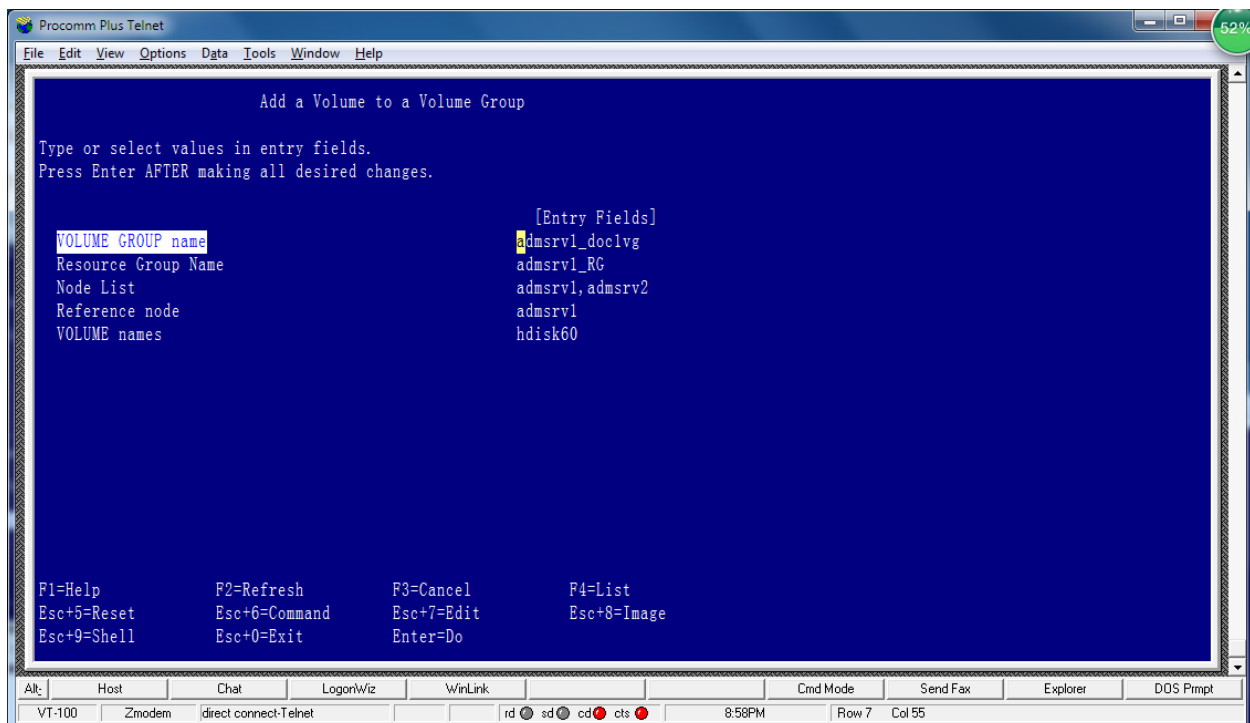 Procomm Plus Telnet
52%
File Edit View Options Data Tools Window Help
Add a Volume to a Volume Group
Type or select values in entry fields.
Press Enter AFTER making all desired changes.
[Entry Fields]
VOLUME GROUP name admsrv1_doclvg
Resource Group Name admsrv1_RG
Node List admsrv1,admsrv2
Reference node admsrv1
VOLUME names hdisk60
F1=Help F2=Refresh F3=Cancel F4=List
Esc+5=Reset Esc+6=Command Esc+7=Edit Esc+8=Image
Esc+9=Shell Esc+0=Exit Enter=Do
Alt- Host Chat LogonWiz WinLink Cmd Mode Send Fax Explorer DOS Prmpt
VT-100 Zmodem direct connect-Telnet rd sd cd cts 8:58PM Row 7 Col 55